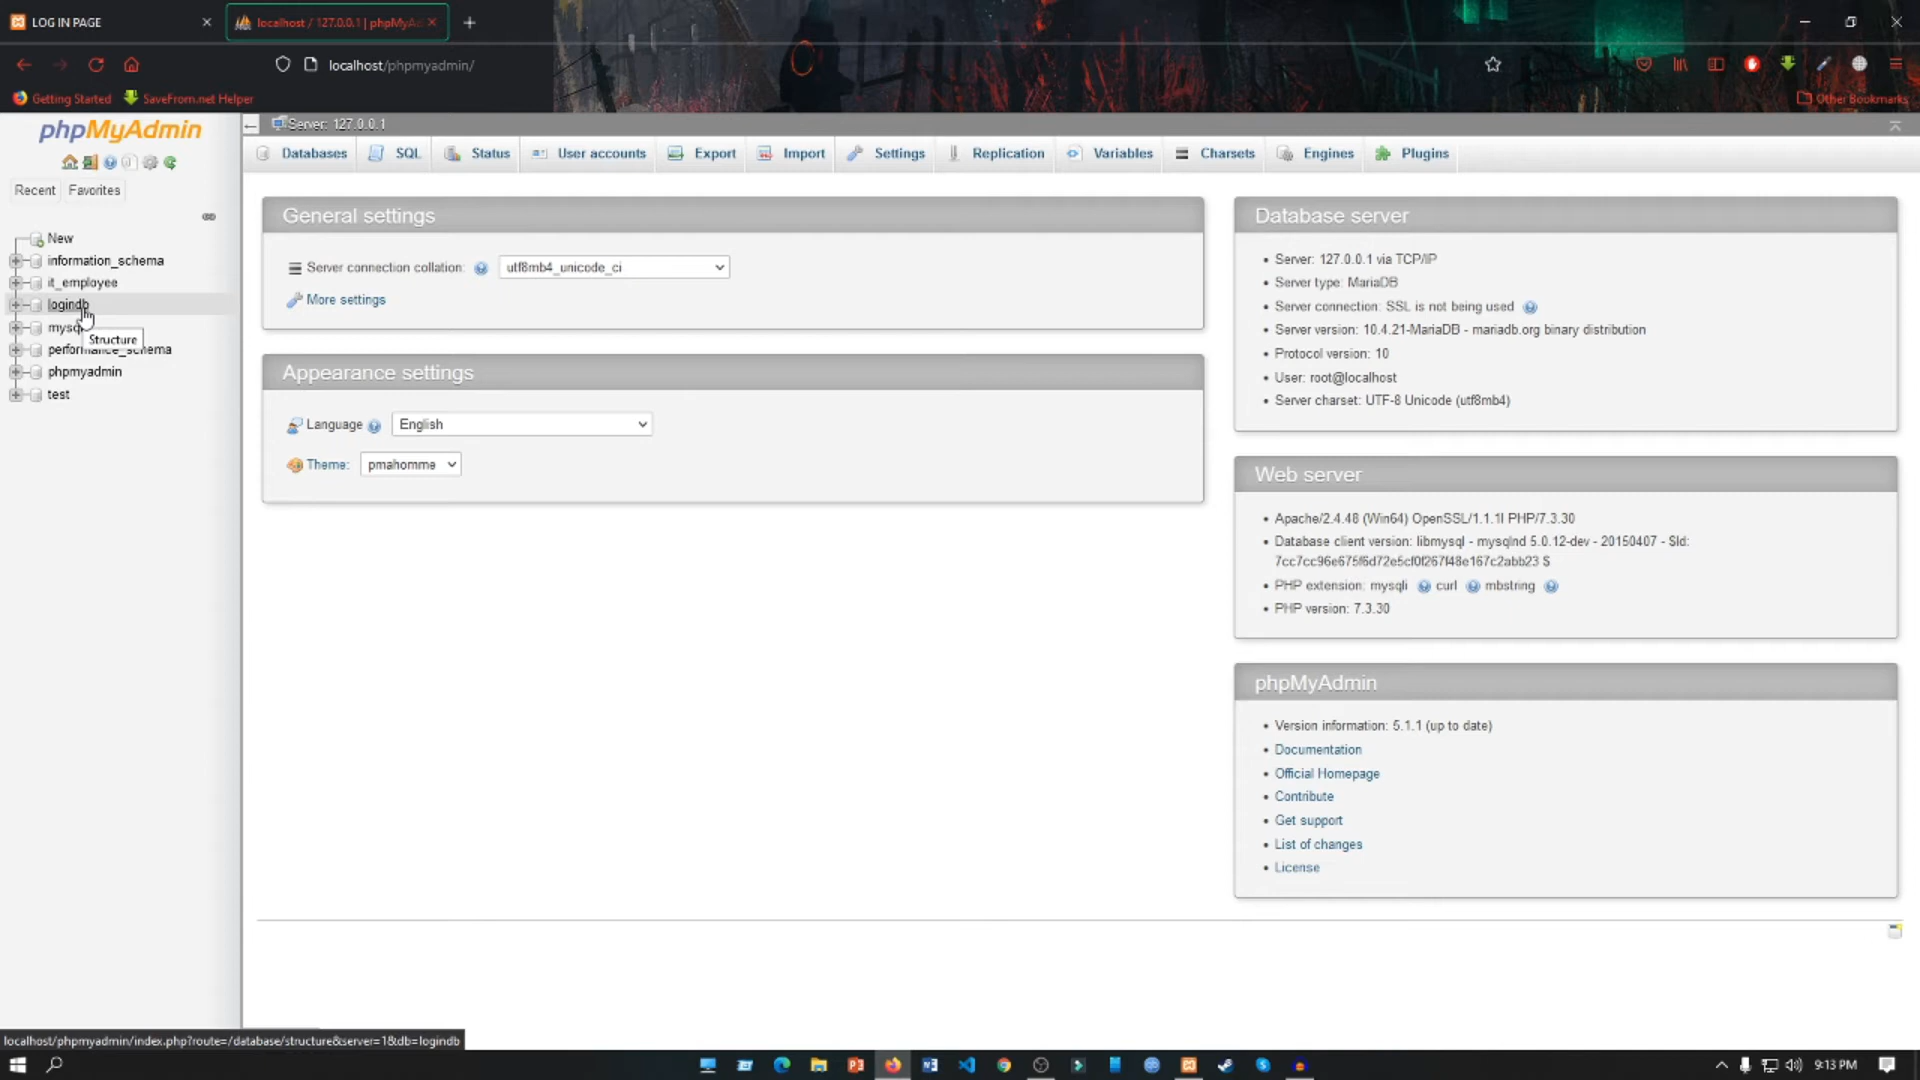 LOG IN PAGE
localhost / 127.0.0.1 | phpMyAd
localhost/phpmyadmin/
Getting Started
SaveFrom.net Helper
Other Bookmarks
phpMyAdmin
Server: 127.0.0.1
Databases
SQL
Status
User accounts
Export
Import
Settings
Replication
Variables
Charsets
Engines
Plugins
Recent
Favorites
New
information_schema
it_employee
logindb
mysql
Structure
performance_schema
phpmyadmin
test
General settings
Server connection collation:
utf8mb4_unicode_ci
More settings
Appearance settings
Language
English
Theme:
pmahomme
Database server
• Server: 127.0.0.1 via TCP/IP
• Server type: MariaDB
• Server connection: SSL is not being used
• Server version: 10.4.21-MariaDB - mariadb.org binary distribution
• Protocol version: 10
• User: root@localhost
• Server charset: UTF-8 Unicode (utf8mb4)
Web server
• Apache/2.4.48 (Win64) OpenSSL/1.1.1l PHP/7.3.30
• Database client version: libmysql - mysqlnd 5.0.12-dev - 20150407 - $Id:
7cc7cc96e675f6d72e5cf0f267f48e167c2abb23 $
• PHP extension: mysqli curl mbstring
• PHP version: 7.3.30
phpMyAdmin
• Version information: 5.1.1 (up to date)
• Documentation
• Official Homepage
• Contribute
• Get support
• List of changes
• License
localhost/phpmyadmin/index.php?route=/database/structure&server=1&db=logindb
9:13 PM